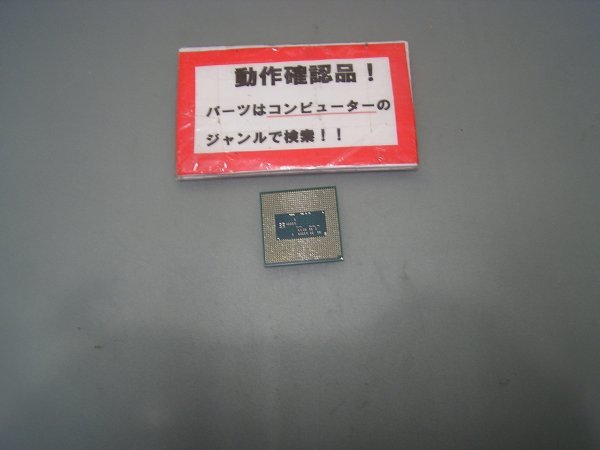 動作確認品！
パーツはコンピューターの
ジャンルで検索！！